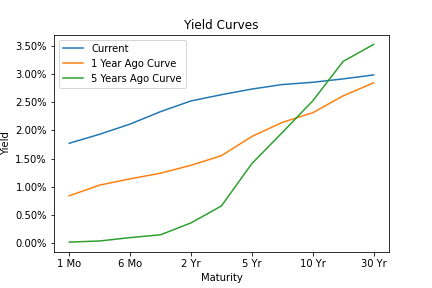 Yield Curves
Current
1 Year Ago Curve
5 Years Ago Curve
3.50%
3.00%
2.50%
2.00%
1.50%
1.00%
0.50%
0.00%
Yield
1 Mo
6 Mo
2 Yr
5 Yr
10 Yr
30 Yr
Maturity